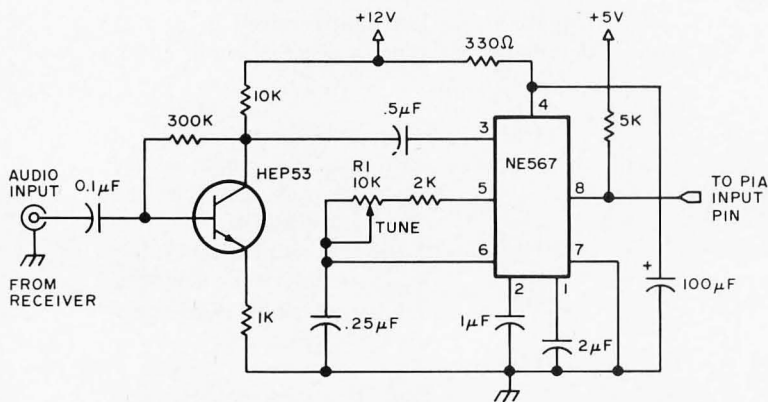 +12V
+5V
330Ω
10K
300K
.5µF
3
4
5K
AUDIO
INPUT
0.1µF
HEP53
R1
10K
2K
5
NE567
8
TO PIA
INPUT
PIN
TUNE
6
7
FROM
RECEIVER
1K
.25µF
2
1
1µF
2µF
+
100µF